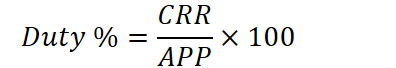 Duty % = CRR/APP × 100